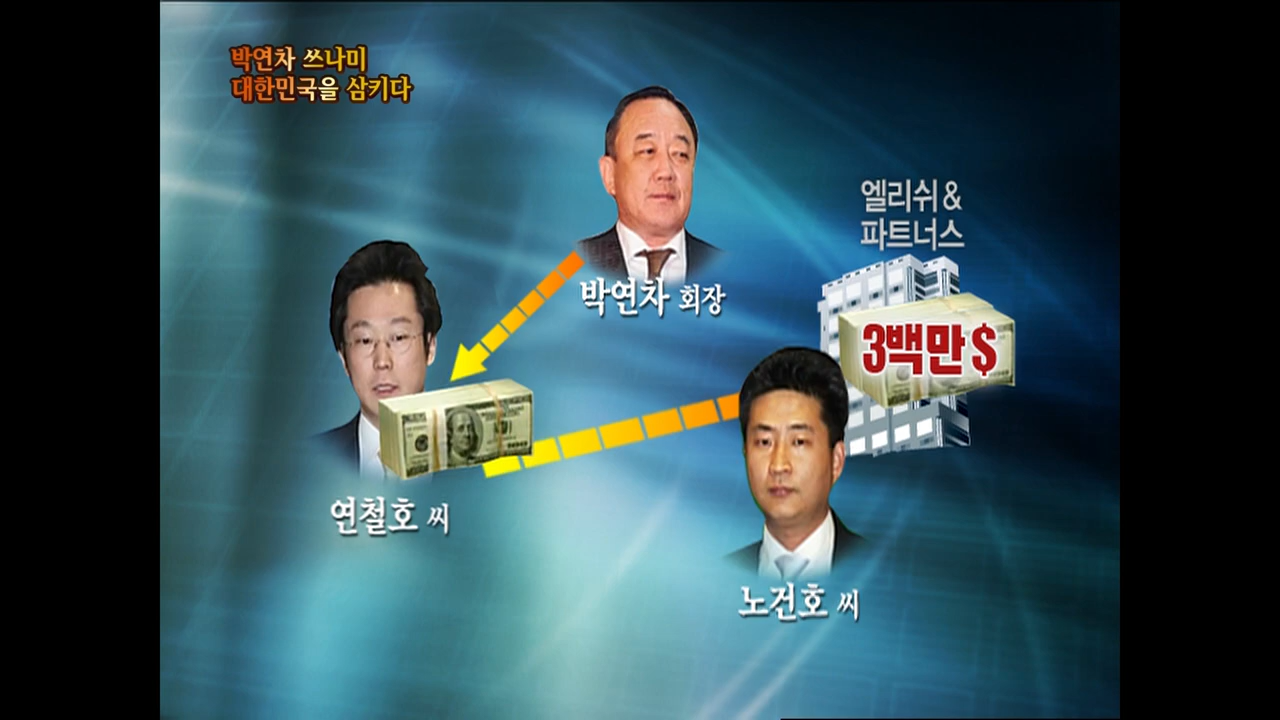 박연차 쓰나미
대한민국을 삼키다
엘리쉬 &
파트너스
박연차 회장
3백만 $
연철호 씨
노건호 씨